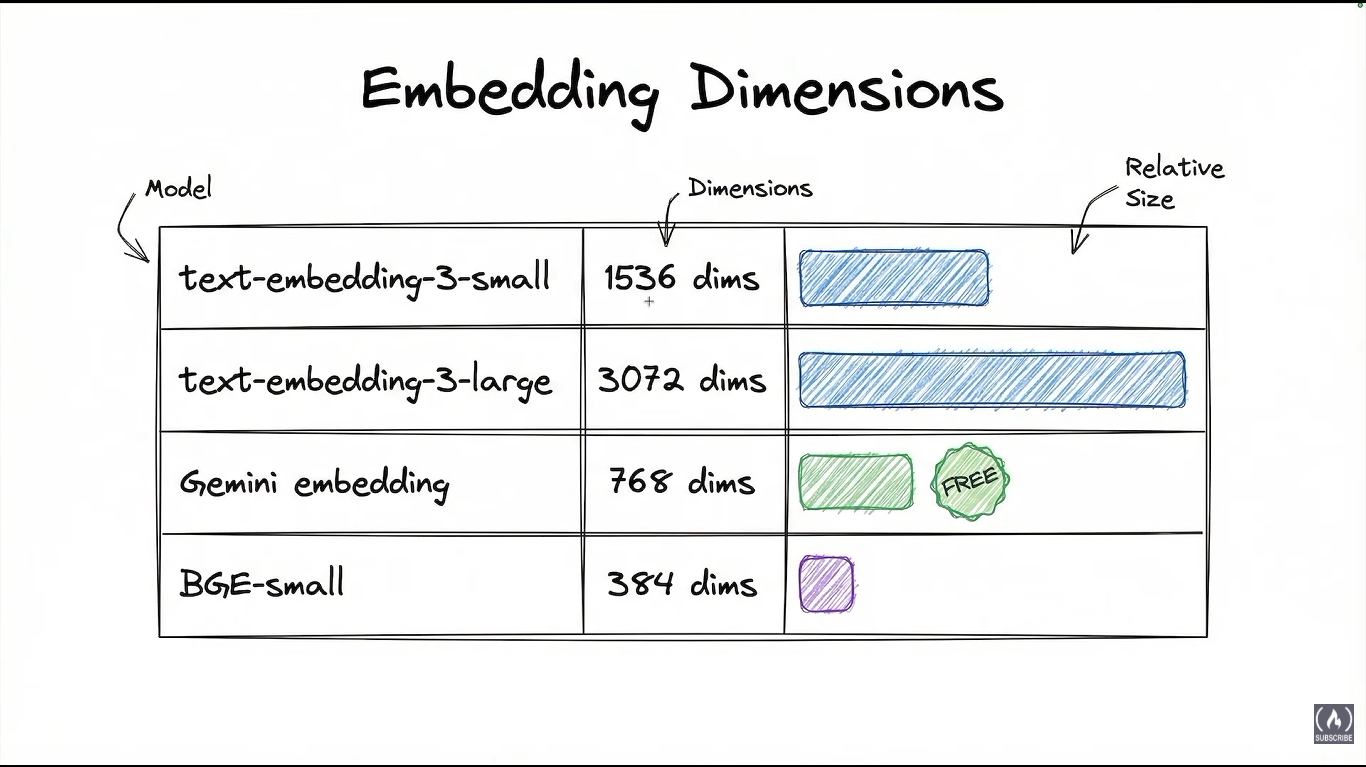 Embedding Dimensions
Model
Dimensions
Relative
Size
text-embedding-3-small
1536 dims
text-embedding-3-large
3072 dims
Gemini embedding
768 dims
FREE
BGE-small
384 dims
SUBSCRIBE